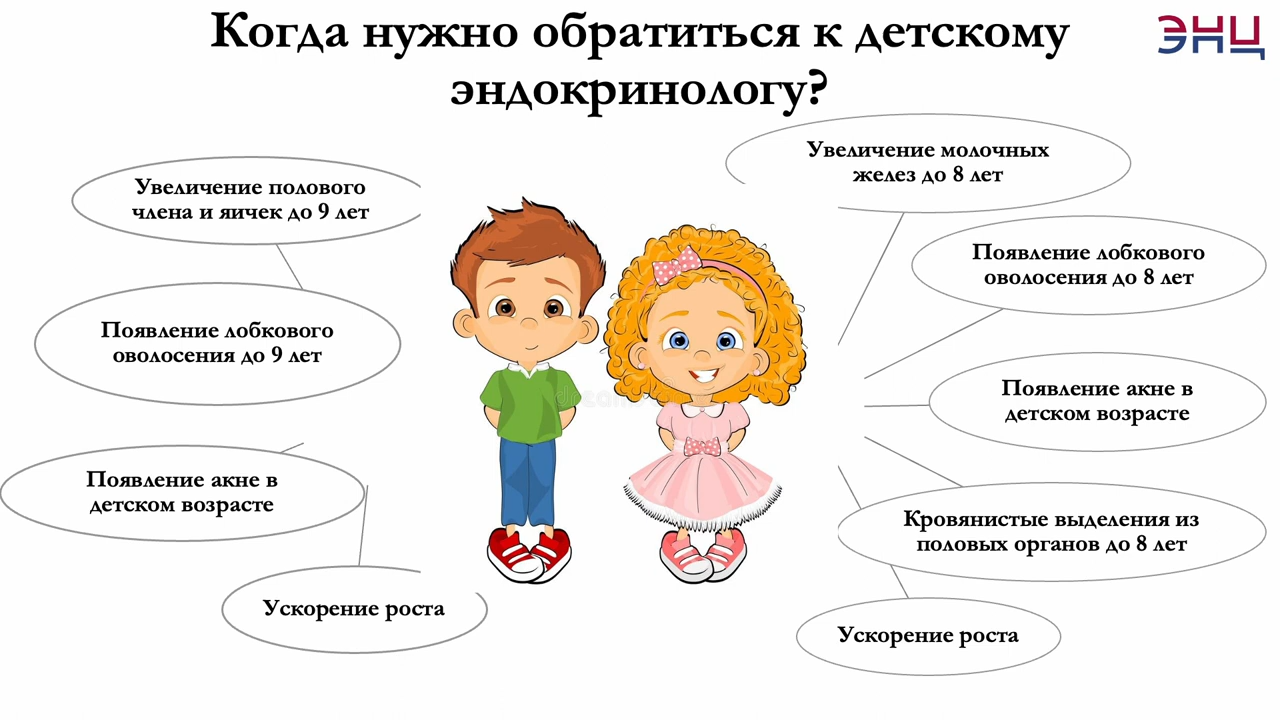 Когда нужно обратиться к детскому
эндокринологу?
ЭНЦ
Увеличение полового
члена и яичек до 9 лет
Появление лобкового
оволосения до 9 лет
Появление акне в
детском возрасте
Ускорение роста
Увеличение молочных
желез до 8 лет
Появление лобкового
оволосения до 8 лет
Появление акне в
детском возрасте
Кровянистые выделения из
половых органов до 8 лет
Ускорение роста